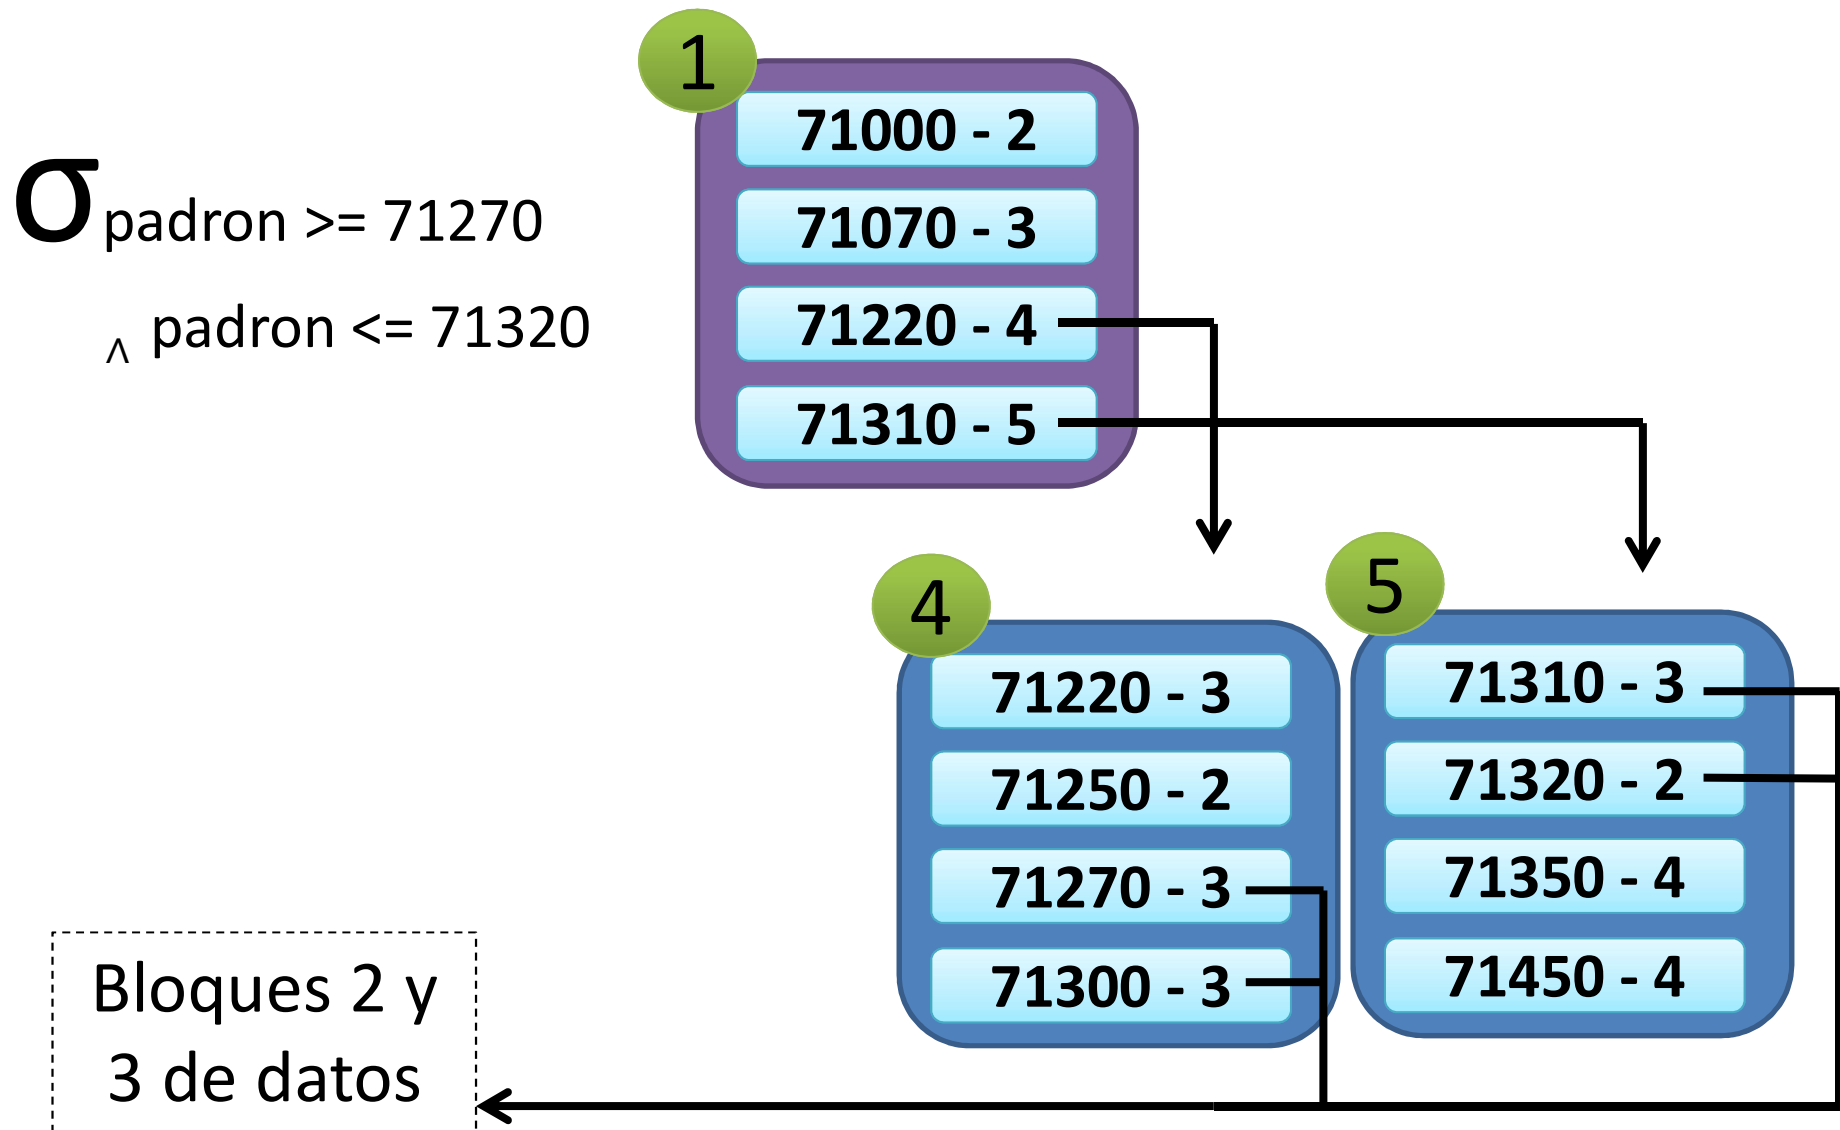 σ padron >= 71270
^ padron <= 71320
1
71000 - 2
71070 - 3
71220 - 4
71310 - 5
4
71220 - 3
71250 - 2
71270 - 3
71300 - 3
5
71310 - 3
71320 - 2
71350 - 4
71450 - 4
Bloques 2 y
3 de datos